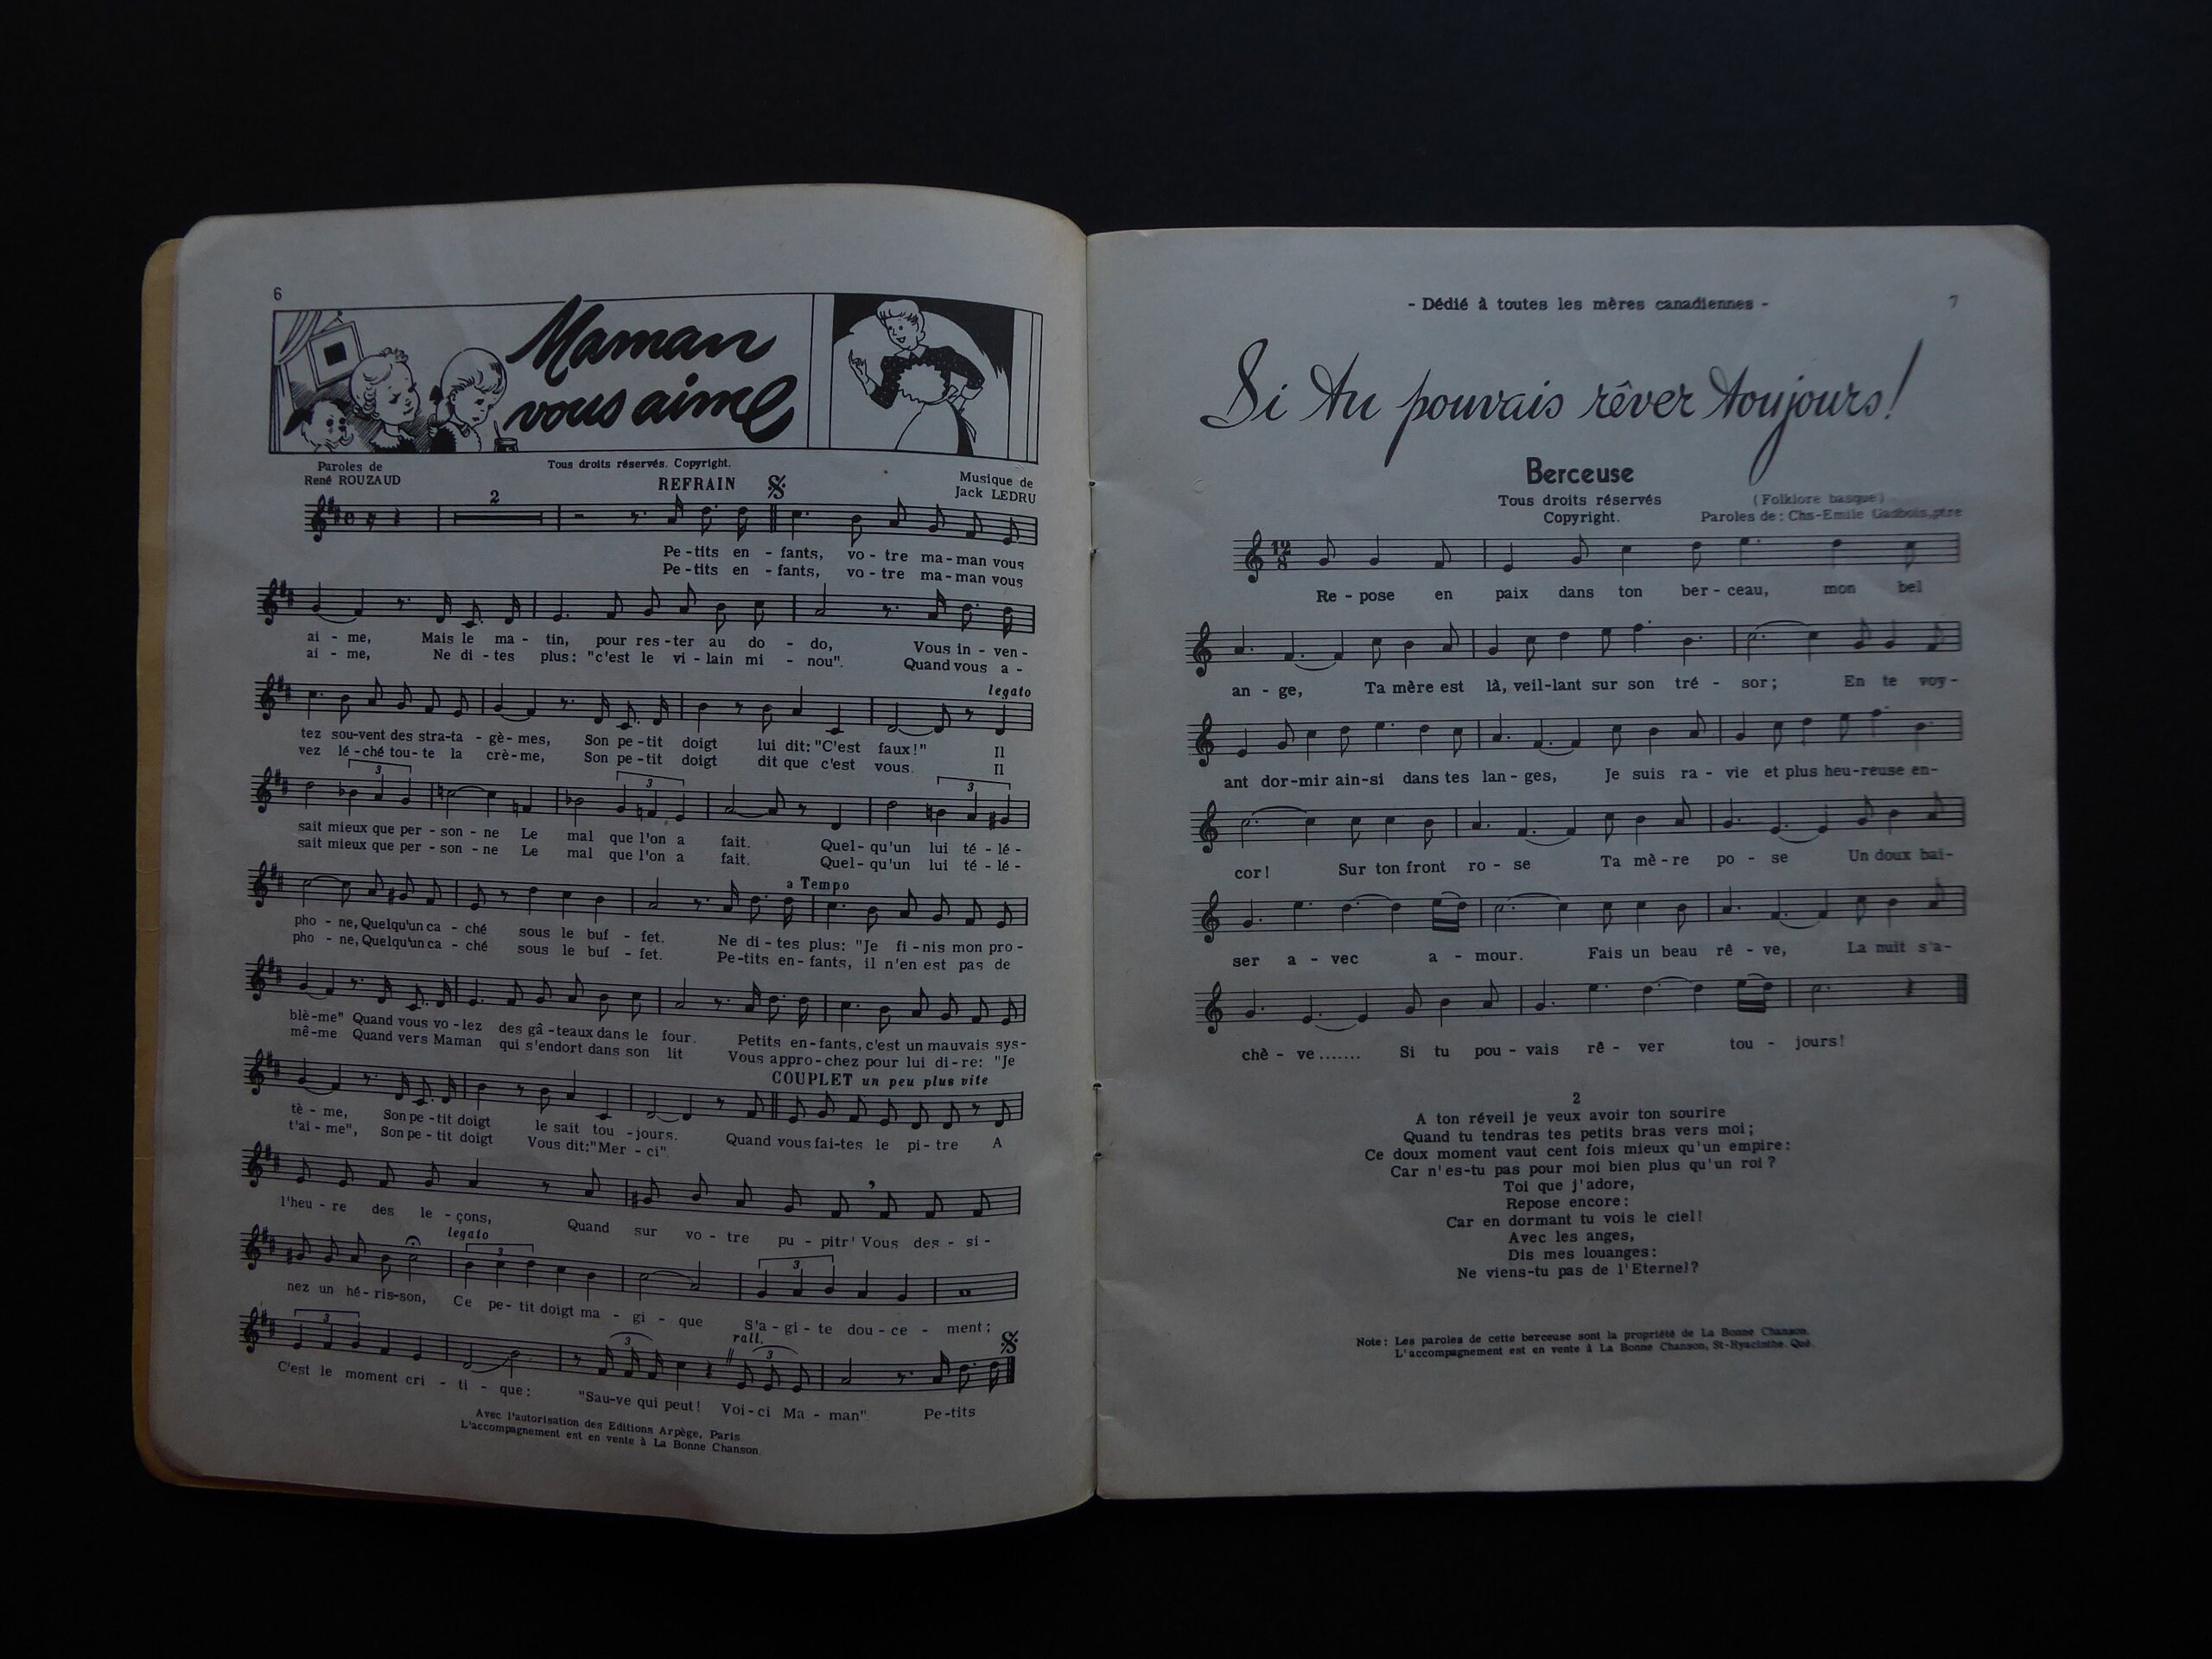 6
Maman
vous aime
Paroles de
René ROUZAUD
Tous droits réservés. Copyright.
Musique de
Jack LEDRU
REFRAIN
2
Pe - tits en - fants, vo - tre ma - man vous
Pe - tits en - fants, vo - tre ma - man vous
ai - me, Mais le ma - tin, pour res - ter au do - do, Vous in - ven -
ai - me, Ne di - tes plus: "c'est le vi - lain mi - nou". Quand vous a -
legato
tez sou-vent des stra-ta - gè - mes, Son pe - tit doigt lui dit: "C'est faux!" Il
vez lé - ché tou - te la crè - me, Son pe - tit doigt dit que c'est vous. Il
3 3 3
sait mieux que per - son - ne Le mal que l'on a fait. Quel - qu'un lui té - lé -
sait mieux que per - son - ne Le mal que l'on a fait. Quel - qu'un lui té - lé -
a Tempo
pho - ne, Quelqu'un ca - ché sous le buf - fet. Ne di - tes plus: "Je fi - nis mon pro -
pho - ne, Quelqu'un ca - ché sous le buf - fet. Pe-tits en - fants, il n'en est pas de
blè-me" Quand vous vo - lez des gâ - teaux dans le four. Petits en - fants, c'est un mauvais sys -
mê-me Quand vers Maman qui s'endort dans son lit Vous appro - chez pour lui di - re: "Je
COUPLET un peu plus vite
tè - me, Son pe - tit doigt le sait tou - jours. Quand vous fai - tes le pi - tre A
t'ai - me", Son pe - tit doigt Vous dit: "Mer - ci".
l'heu - re des le - çons, Quand sur vo - tre pu - pitr' Vous des - si -
legato
3 3
nez un hé - ris - son, Ce pe - tit doigt ma - gi - que S'a - gi - te dou - ce - ment;
rall.
3 3 3
C'est le moment cri - ti - que: "Sau - ve qui peut! Voi - ci Ma - man". Pe - tits
Avec l'autorisation des Editions Arpège, Paris
L'accompagnement est en vente à La Bonne Chanson.
- Dédié à toutes les mères canadiennes -
7
Si tu pouvais rêver toujours!
Berceuse
Tous droits réservés
Copyright.
(Folklore basque)
Paroles de: Chs-Emile Gadbois, ptre
12
8
Re - pose en paix dans ton ber - ceau, mon bel
an - ge, Ta mère est là, veil-lant sur son tré - sor; En te voy -
ant dor-mir ain-si dans tes lan - ges, Je suis ra - vie et plus heu-reuse en-
cor! Sur ton front ro - se Ta mè - re po - se Un doux bai-
ser a - vec a - mour. Fais un beau rê - ve, La nuit s'a-
chè - ve....... Si tu pou - vais rê - ver tou - jours!
2
A ton réveil je veux avoir ton sourire
Quand tu tendras tes petits bras vers moi;
Ce doux moment vaut cent fois mieux qu'un empire:
Car n'es-tu pas pour moi bien plus qu'un roi?
Toi que j'adore,
Repose encore:
Car en dormant tu vois le ciel!
Avec les anges,
Dis mes louanges:
Ne viens-tu pas de l'Eternel?
Note: Les paroles de cette berceuse sont la propriété de La Bonne Chanson.
L'accompagnement est en vente à La Bonne Chanson, St-Hyacinthe. Qué.